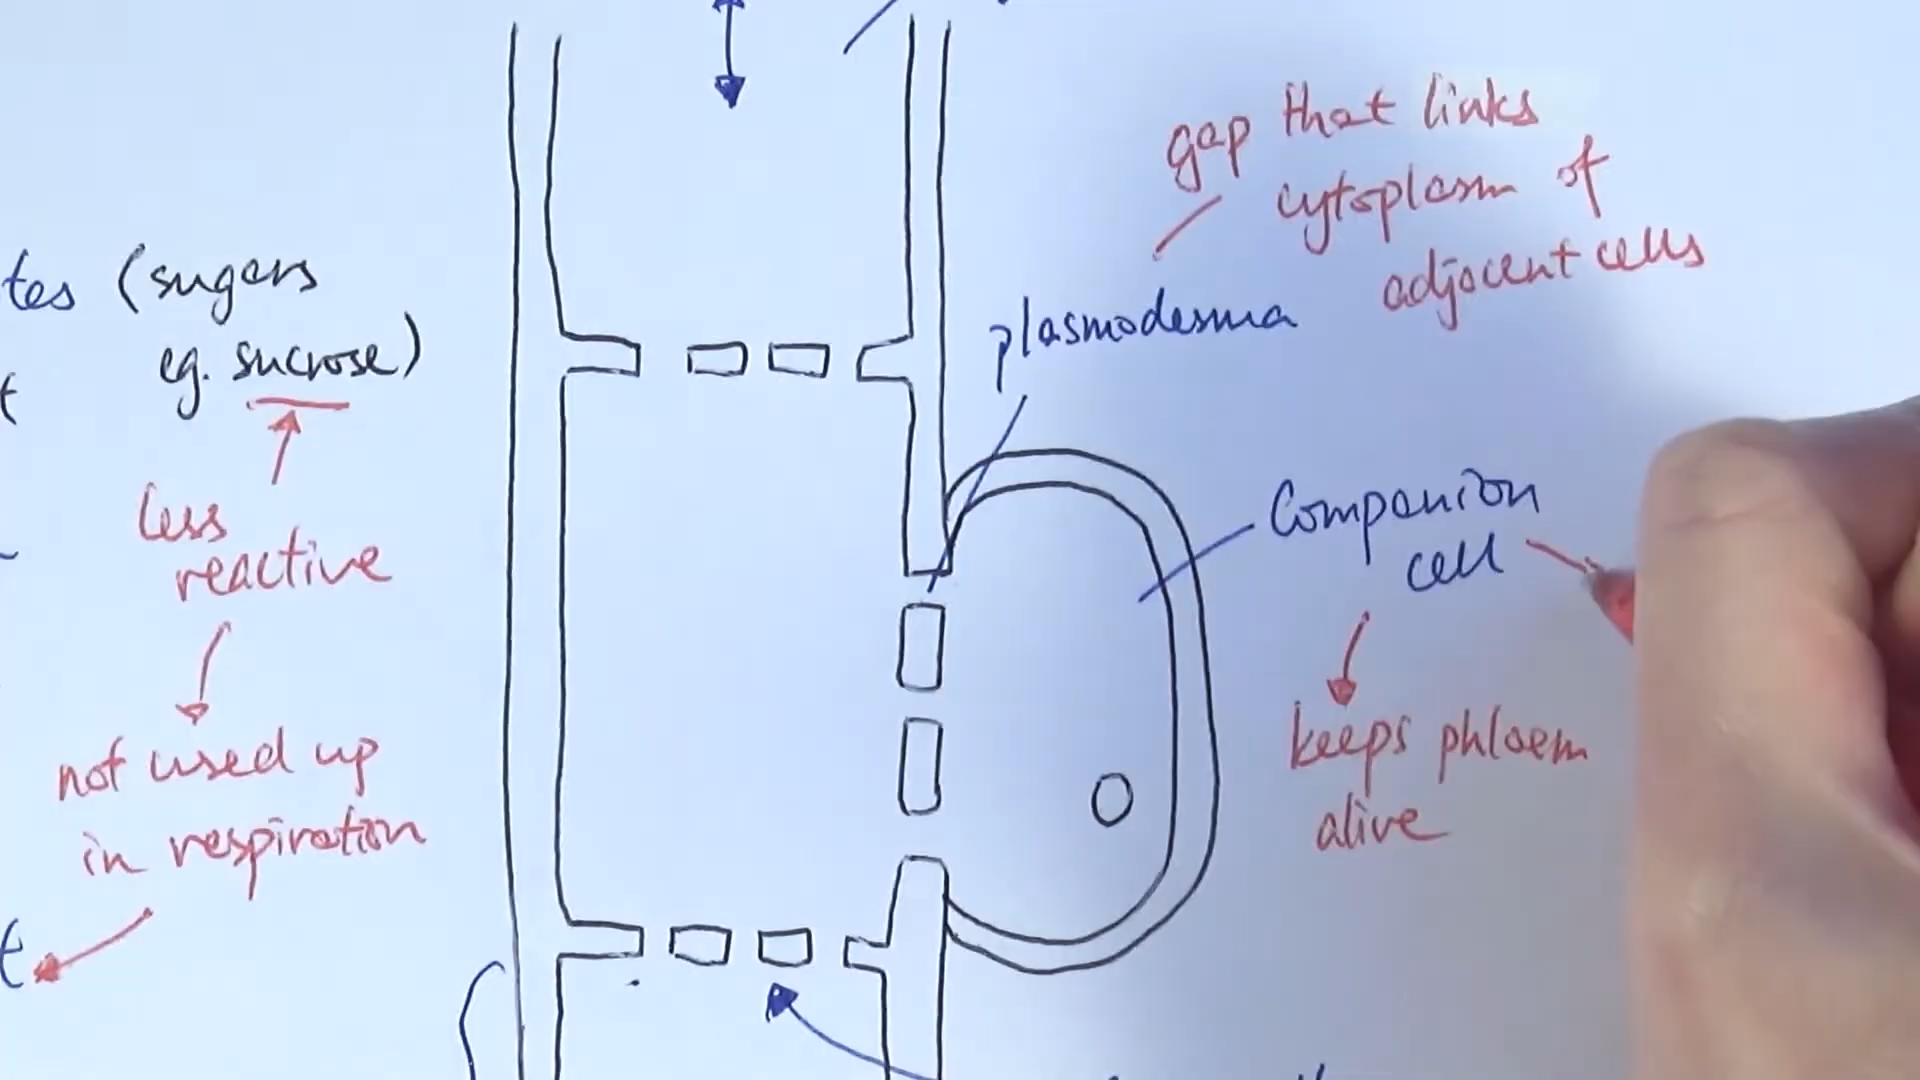 tes (sugars
eg. sucrose)
less
reactive
not used up
in respiration
t
gap that links
cytoplasm of
adjacent cells
plasmodesma
Companion
cell
keeps phloem
alive